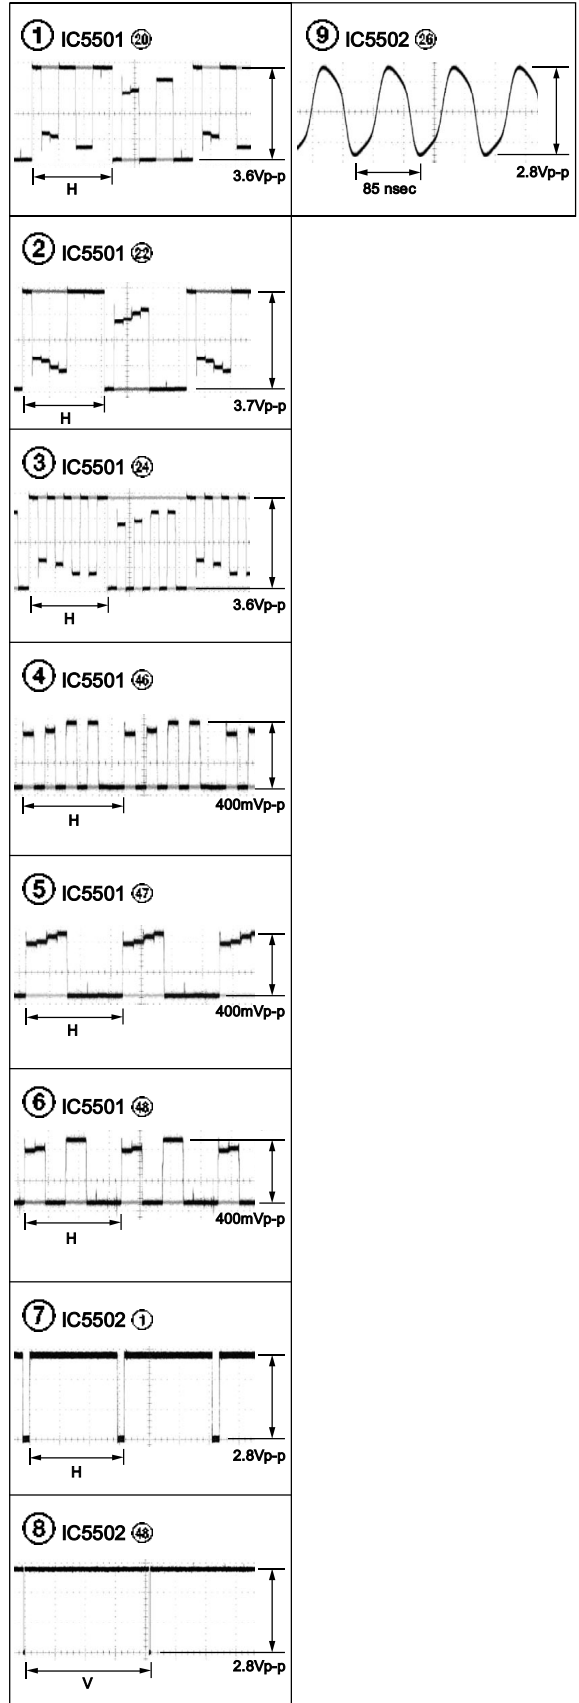 ① IC5501 ⑳
3.6Vp-p
H
② IC5501 ㉒
3.7Vp-p
H
③ IC5501 ㉔
3.6Vp-p
H
④ IC5501 ㊻
400mVp-p
H
⑤ IC5501 ㊼
400mVp-p
H
⑥ IC5501 ㊽
400mVp-p
H
⑦ IC5502 ①
2.8Vp-p
H
⑧ IC5502 ㊽
2.8Vp-p
V
⑨ IC5502 ㉖
2.8Vp-p
85 nsec